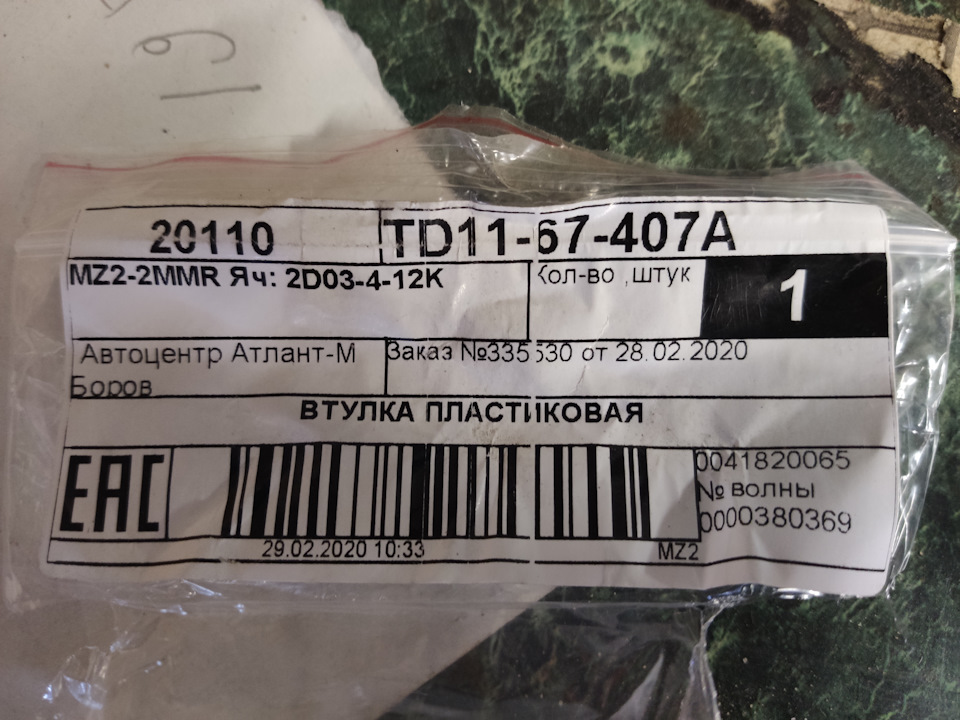 19
20110 TD11-67-407A
MZ2-2MMR Яч: 2D03-4-12K Кол-во ,штук 1
Автоцентр Атлант-М Боров Заказ №335530 от 28.02.2020
ВТУЛКА ПЛАСТИКОВАЯ
EAC
0041820065
№ волны
0000380369
29.02.2020 10:33 MZ2